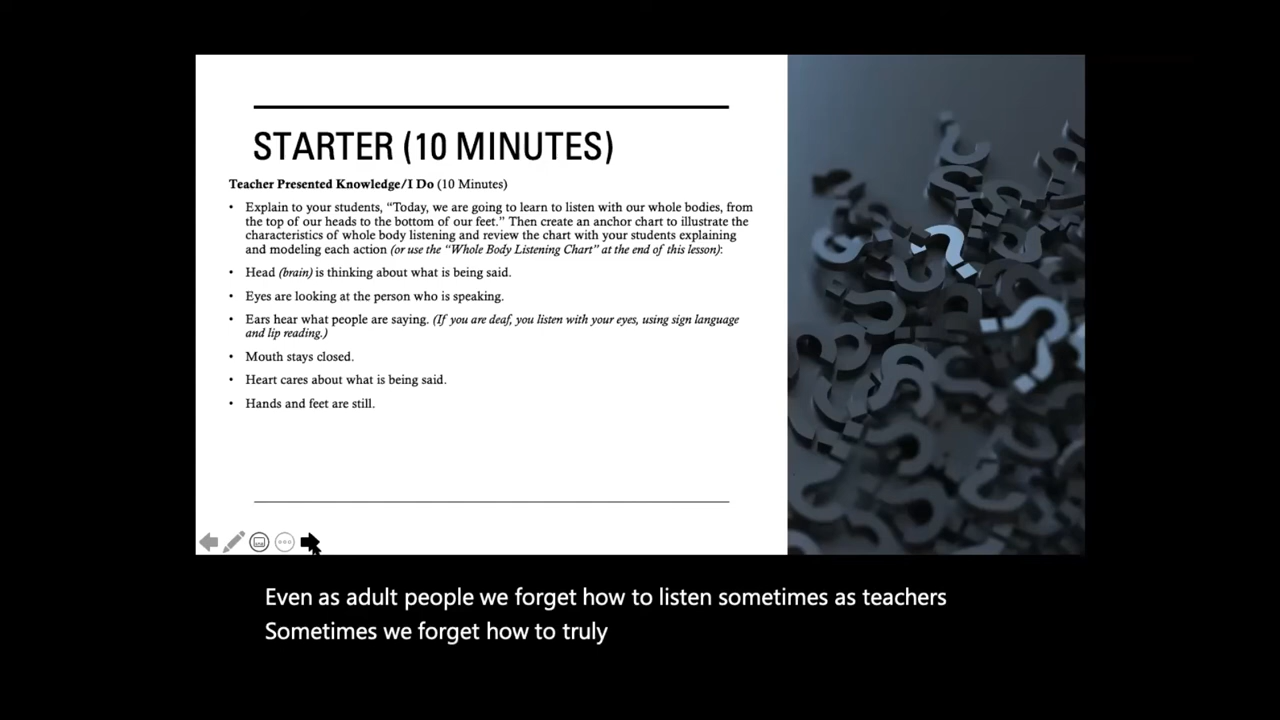 STARTER (10 MINUTES)
Teacher Presented Knowledge/I Do (10 Minutes)
• Explain to your students, “Today, we are going to learn to listen with our whole bodies, from
the top of our heads to the bottom of our feet.” Then create an anchor chart to illustrate the
characteristics of whole body listening and review the chart with your students explaining
and modeling each action (or use the “Whole Body Listening Chart” at the end of this lesson):
• Head (brain) is thinking about what is being said.
• Eyes are looking at the person who is speaking.
• Ears hear what people are saying. (If you are deaf, you listen with your eyes, using sign language
and lip reading.)
• Mouth stays closed.
• Heart cares about what is being said.
• Hands and feet are still.
Even as adult people we forget how to listen sometimes as teachers
Sometimes we forget how to truly